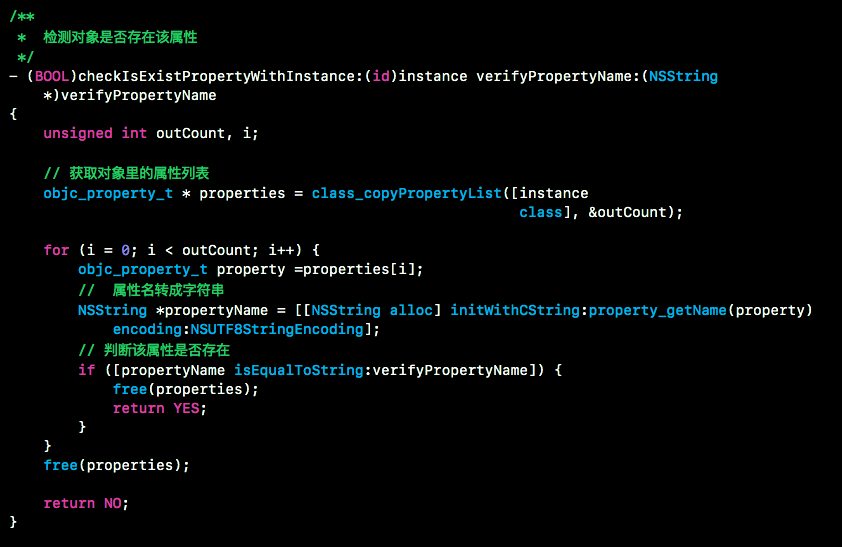 /**
 *  检测对象是否存在该属性
 */
- (BOOL)checkIsExistPropertyWithInstance:(id)instance verifyPropertyName:(NSString
    *)verifyPropertyName
{
    unsigned int outCount, i;

    // 获取对象里的属性列表
    objc_property_t * properties = class_copyPropertyList([instance
                                                           class], &outCount);

    for (i = 0; i < outCount; i++) {
        objc_property_t property =properties[i];
        //  属性名转成字符串
        NSString *propertyName = [[NSString alloc] initWithCString:property_getName(property)
            encoding:NSUTF8StringEncoding];
        // 判断该属性是否存在
        if ([propertyName isEqualToString:verifyPropertyName]) {
            free(properties);
            return YES;
        }
    }
    free(properties);

    return NO;
}